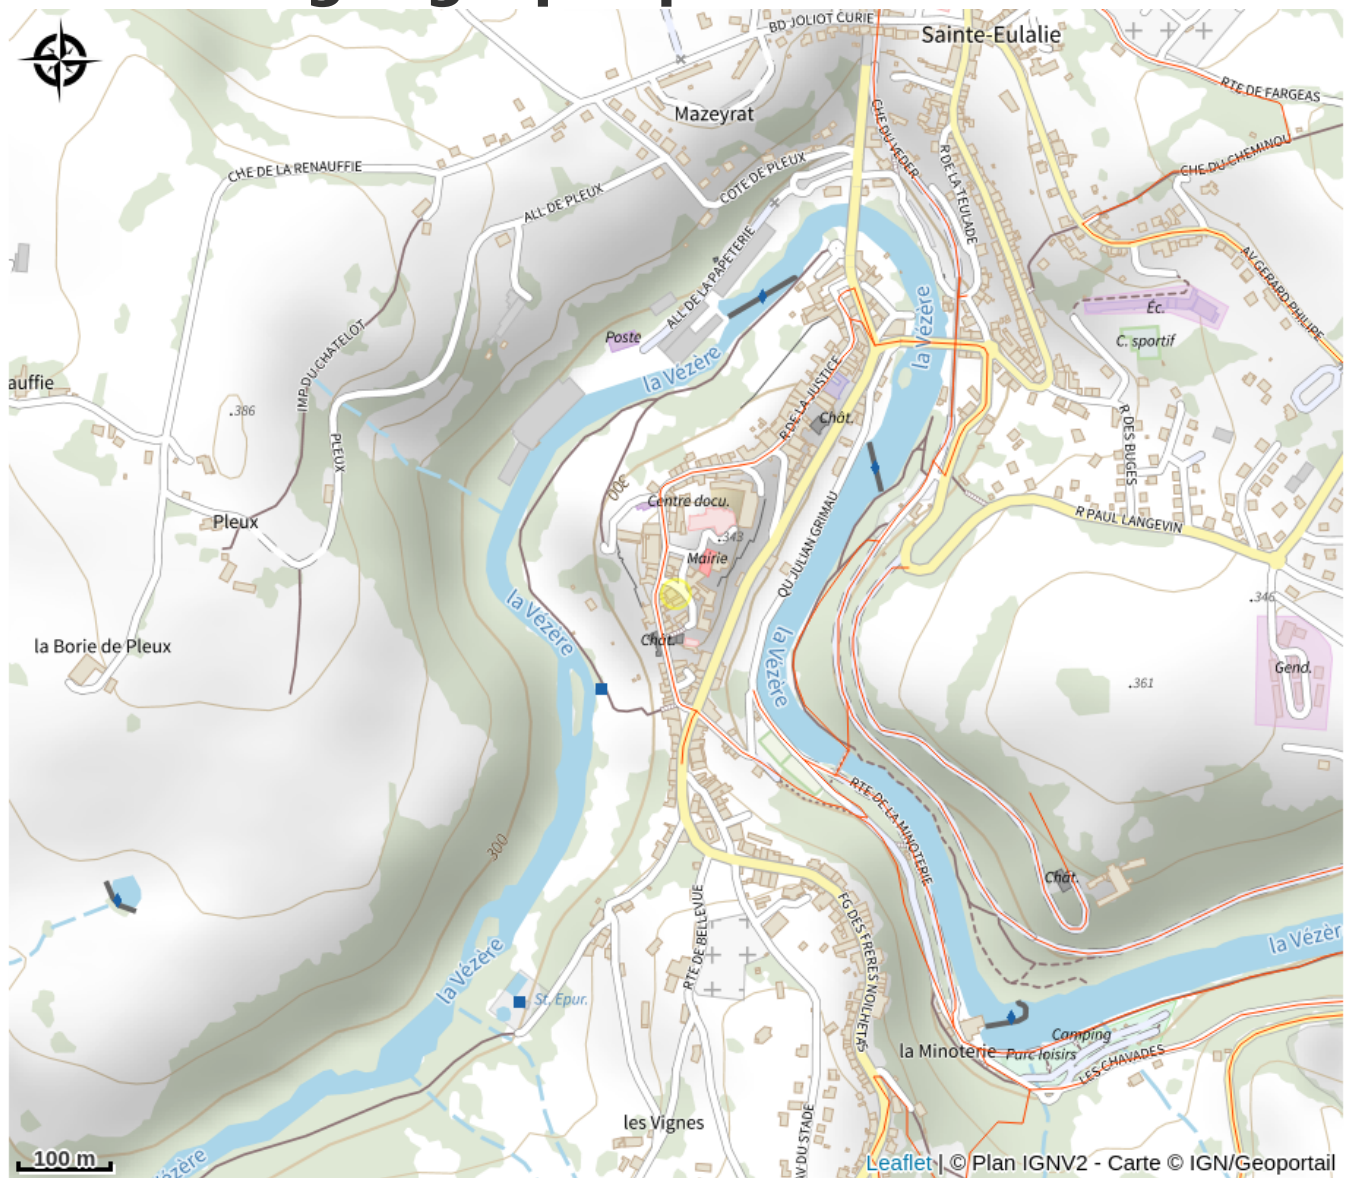 BD JOLIOT CURIE
Sainte-Eulalie
RTE DE FARGEAS
Mazeyrat
CHE DU VEDER
R DE LA TEULADE
CHE DU CHEMINOU
CHE DE LA RENAUFFIE
COTE DE PLEUX
ALL DE PLEUX
ALL DE LA PAPETERIE
AV GERARD PHILIPE
la Vézère
Éc.
C. sportif
Poste
la Vézère
IMP DU CHATELOT
auffie
.386
R DE LA JUSTICE
Chât.
R DES BUGES
PLEUX
300
Centre docu.
Pleux
R PAUL LANGEVIN
QU JULIAN GRIMAU
.343
Mairie
.346
la Vézère
la Borie de Pleux
Chât.
la Vézère
Gend.
.361
RTE DE LA MINOTERIE
300
Chât.
RTE DE BELLEVUE
FG DES FRERES NOILHETAS
la Vézèr
la Vézère
St. Epur.
Camping
la Minoterie
Parc loisirs
LES CHAVADES
les Vignes
AV DU STADE
100 m
Vézère
Leaflet | © Plan IGNV2 - Carte © IGN/Geoportail